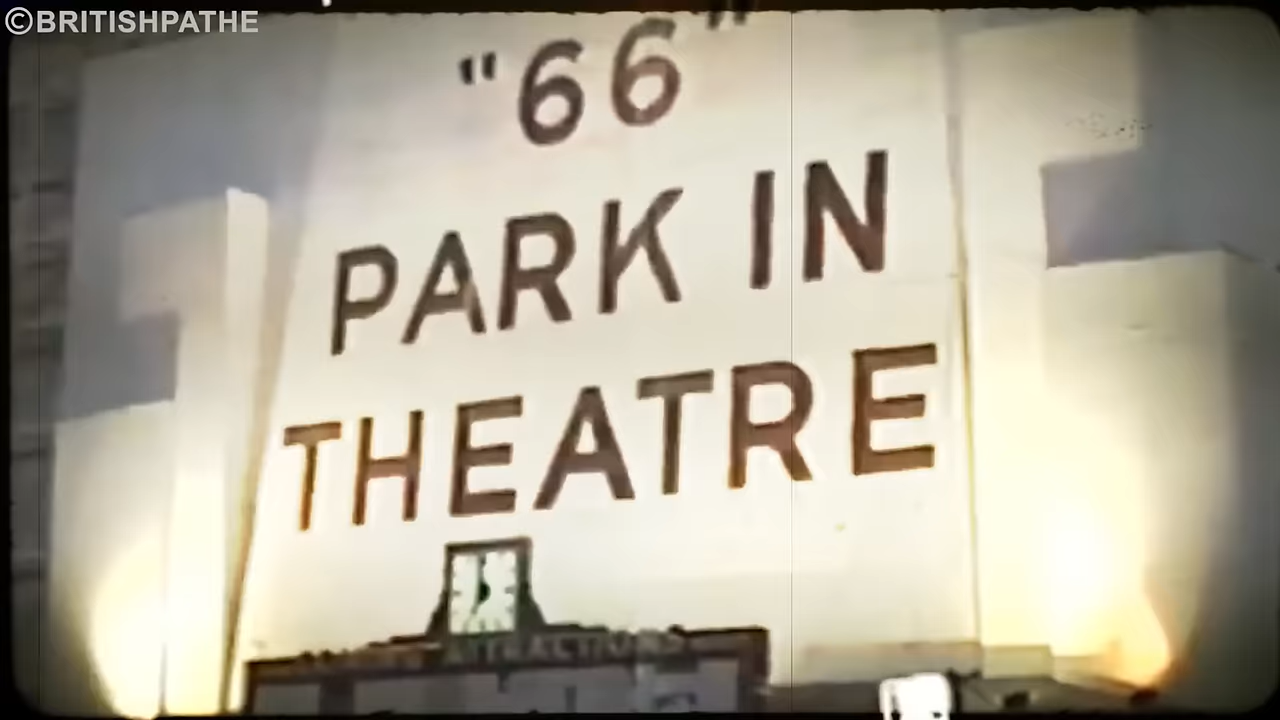 ©BRITISHPATHE
"66"
PARK IN
THEATRE
ATTRACTIONS